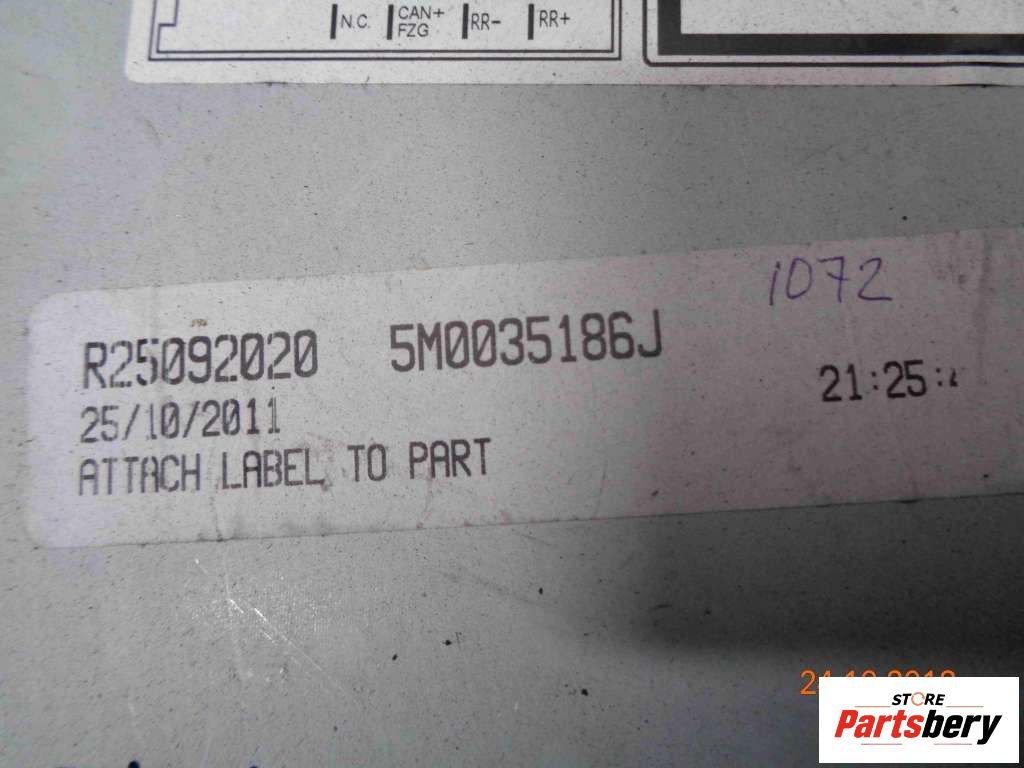 N.C. CAN+ RR- RR+
FZG
1072
R25092020 5M0035186J
21:25:
25/10/2011
ATTACH LABEL TO PART
STORE
Partsbery